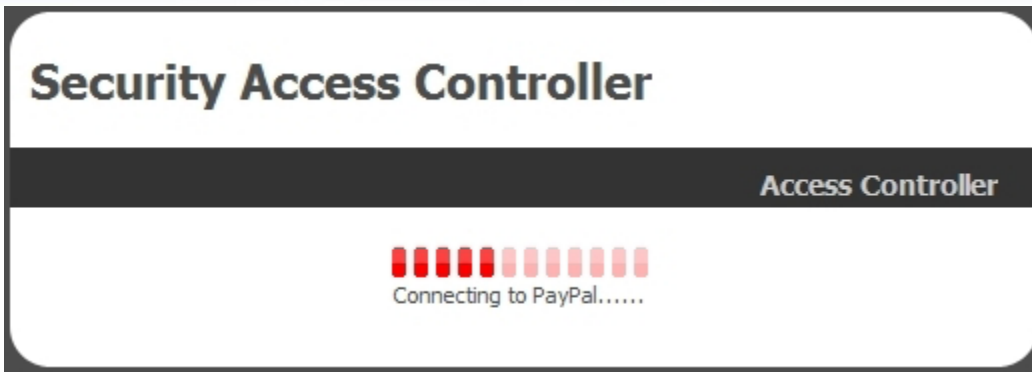 Security Access Controller
Access Controller
Connecting to PayPal......